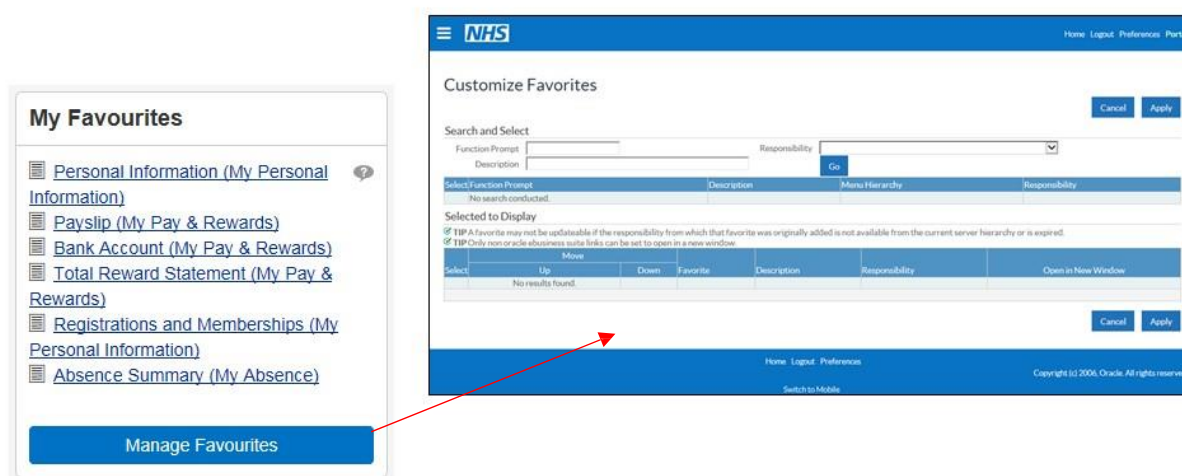 My Favourites
Personal Information (My Personal
Information)
Payslip (My Pay & Rewards)
Bank Account (My Pay & Rewards)
Total Reward Statement (My Pay &
Rewards)
Registrations and Memberships (My
Personal Information)
Absence Summary (My Absence)
Manage Favourites
NHS
Home Logout Preferences Port
Customize Favorites
Cancel Apply
Search and Select
Function Prompt Responsibility
Description Go
Select Function Prompt Description Menu Hierarchy Responsibility
No search conducted.
Selected to Display
TIP A favorite may not be updateable if the responsibility from which that favorite was originally added is not available from the current server hierarchy or is expired.
TIP Only non oracle ebusiness suite links can be set to open in a new window.
Move
Select Up Down Favorite Description Responsibility Open in New Window
No results found.
Cancel Apply
Home Logout Preferences
Copyright (c) 2006, Oracle. All rights reserve
Switch to Mobile